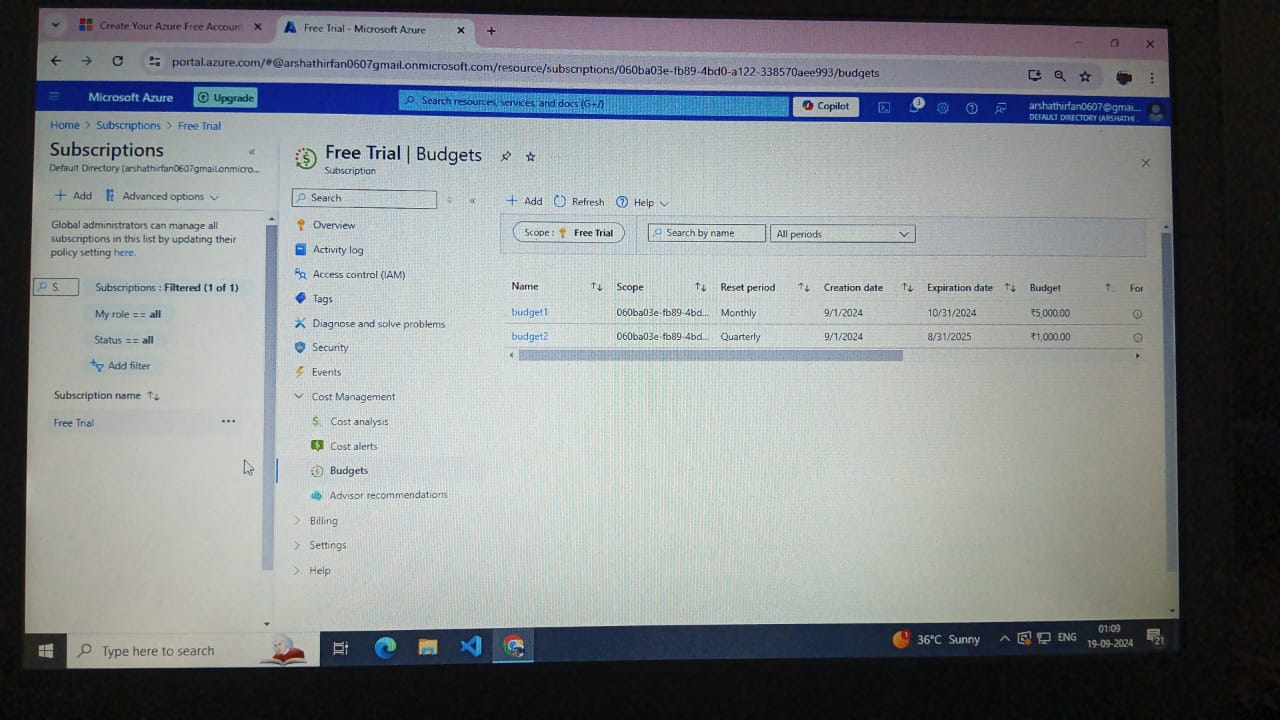 Create Your Azure Free Accoun
Free Trial - Microsoft Azure
portal.azure.com/#@arshathirfan0607gmail.onmicrosoft.com/resource/subscriptions/060ba03e-fb89-4bd0-a122-338570aee993/budgets
Microsoft Azure
Upgrade
Search resources, services, and docs (G+/)
Copilot
3
arshathirfan0607@gmai...
DEFAULT DIRECTORY (ARSHATHI...
Home > Subscriptions > Free Trial
Subscriptions
Default Directory (arshathirfan0607gmail.onmicro...
+ Add
Advanced options
Global administrators can manage all
subscriptions in this list by updating their
policy setting here.
S
Subscriptions : Filtered (1 of 1)
My role == all
Status == all
Add filter
Subscription name
Free Trial
...
Free Trial | Budgets
Subscription
Search
Overview
Activity log
Access control (IAM)
Tags
Diagnose and solve problems
Security
Events
Cost Management
Cost analysis
Cost alerts
Budgets
Advisor recommendations
Billing
Settings
Help
+ Add
Refresh
Help
Scope : Free Trial
Search by name
All periods
Name Scope Reset period Creation date Expiration date Budget For
budget1 060ba03e-fb89-4bd... Monthly 9/1/2024 10/31/2024 ₹5,000.00
budget2 060ba03e-fb89-4bd... Quarterly 9/1/2024 8/31/2025 ₹1,000.00
Type here to search
36°C Sunny
ENG
01:09
19-09-2024
21